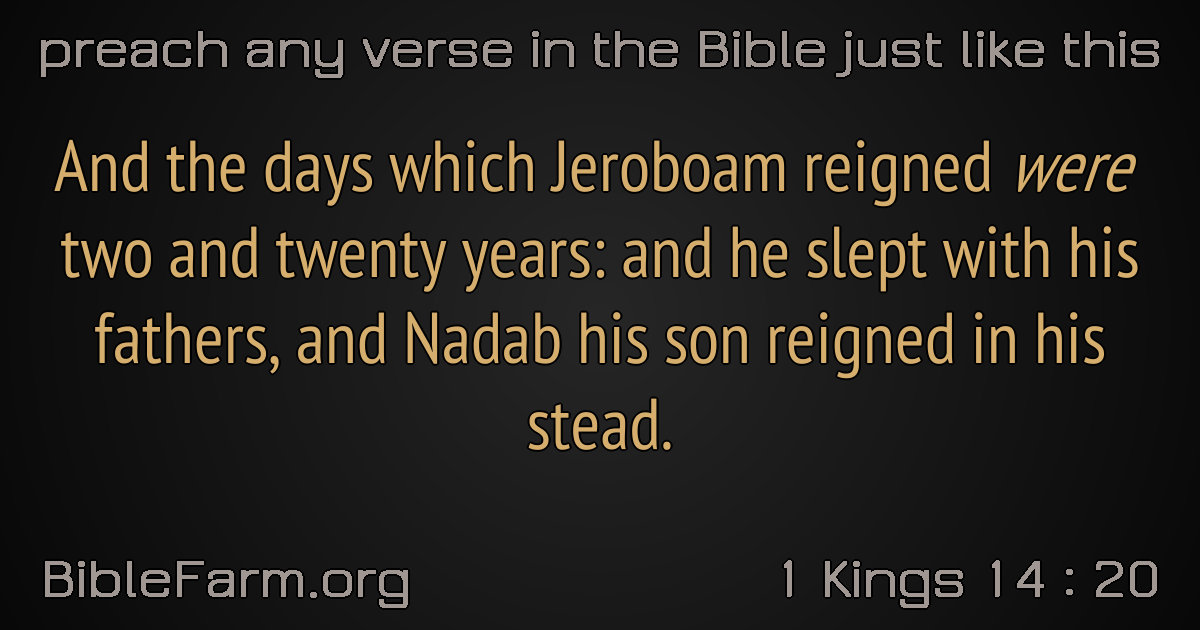 preach any verse in the Bible just like this
And the days which Jeroboam reigned were
two and twenty years: and he slept with his
fathers, and Nadab his son reigned in his
stead.
BibleFarm.org
1 Kings 14 : 20